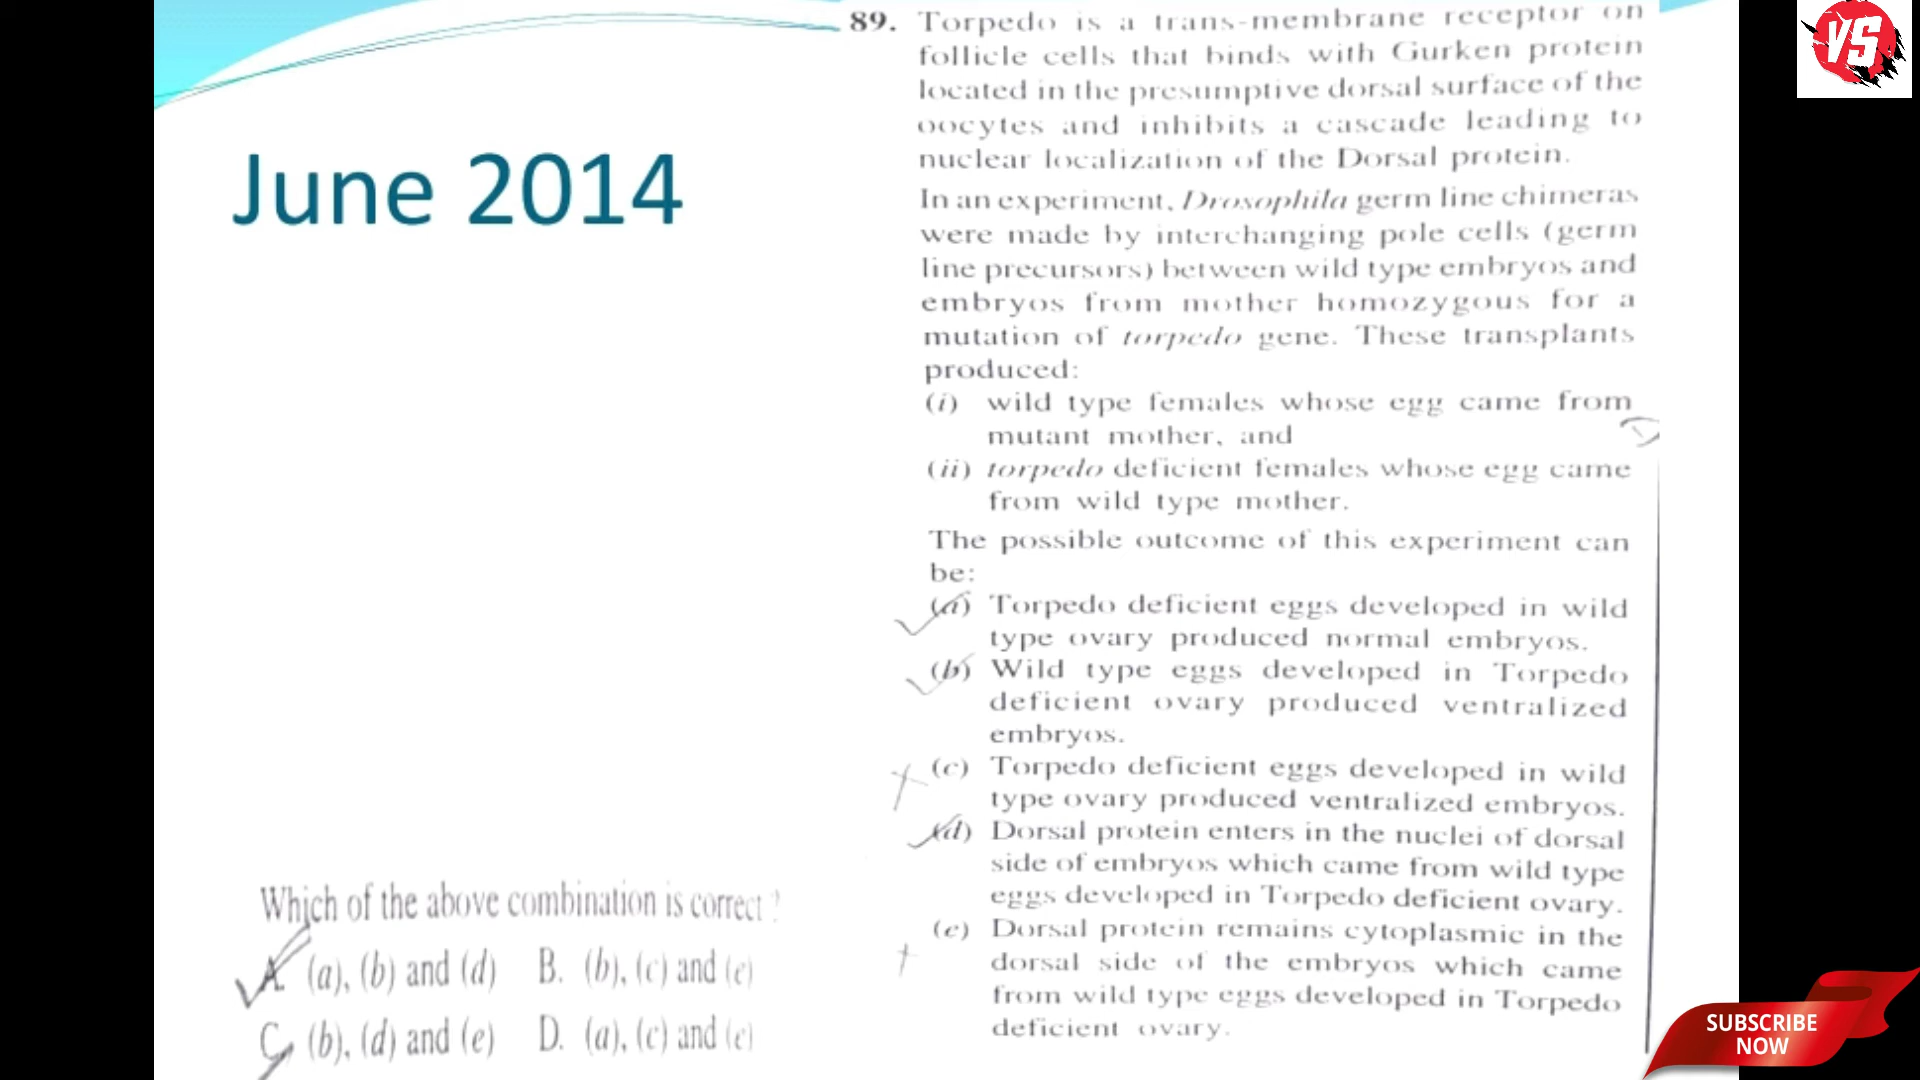 June 2014
89. Torpedo is a trans-membrane receptor on
follicle cells that binds with Gurken protein
located in the presumptive dorsal surface of the
oocytes and inhibits a cascade leading to
nuclear localization of the Dorsal protein.
In an experiment, Drosophila germ line chimeras
were made by interchanging pole cells (germ
line precursors) between wild type embryos and
embryos from mother homozygous for a
mutation of torpedo gene. These transplants
produced:
(i) wild type females whose egg came from
mutant mother, and
(ii) torpedo deficient females whose egg came
from wild type mother.
The possible outcome of this experiment can
be:
(a) Torpedo deficient eggs developed in wild
type ovary produced normal embryos.
(b) Wild type eggs developed in Torpedo
deficient ovary produced ventralized
embryos.
(c) Torpedo deficient eggs developed in wild
type ovary produced ventralized embryos.
(d) Dorsal protein enters in the nuclei of dorsal
side of embryos which came from wild type
eggs developed in Torpedo deficient ovary.
(e) Dorsal protein remains cytoplasmic in the
dorsal side of the embryos which came
from wild type eggs developed in Torpedo
deficient ovary.
Which of the above combination is correct ?
A. (a), (b) and (d) B. (b), (c) and (e)
C. (b), (d) and (e) D. (a), (c) and (e)
VS
SUBSCRIBE
NOW